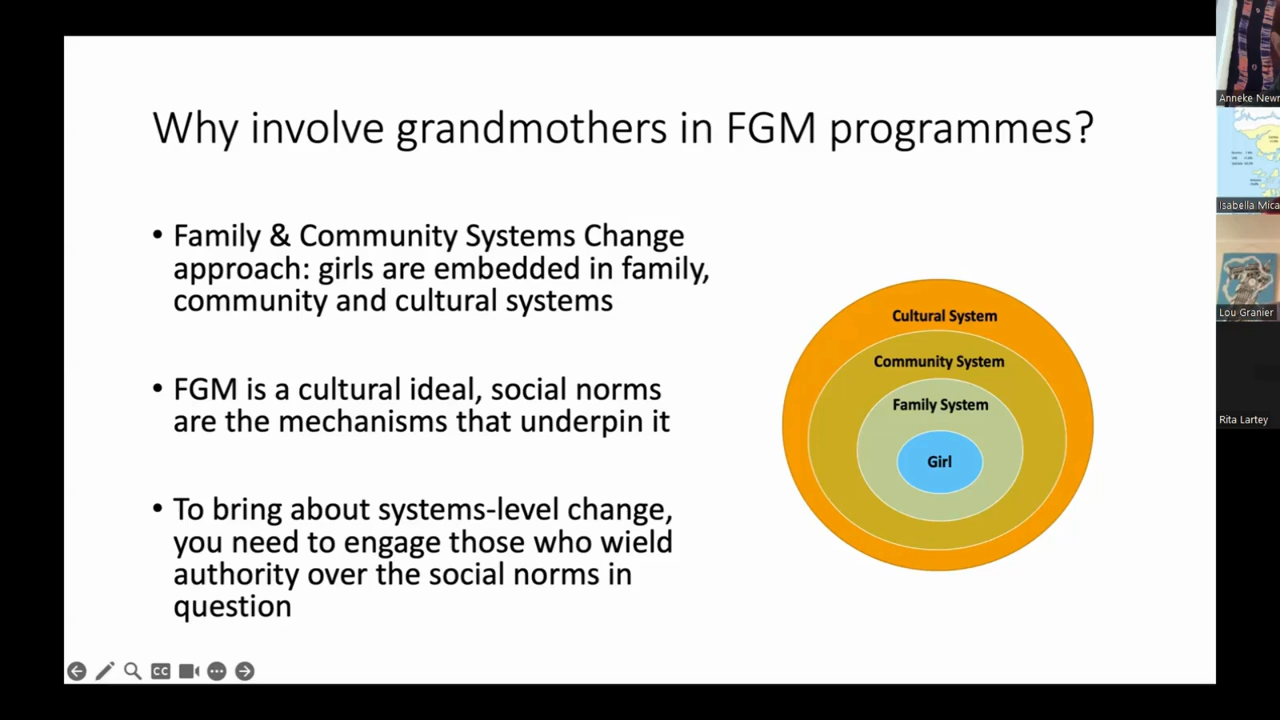 Why involve grandmothers in FGM programmes?
• Family & Community Systems Change
approach: girls are embedded in family,
community and cultural systems
• FGM is a cultural ideal, social norms
are the mechanisms that underpin it
• To bring about systems-level change,
you need to engage those who wield
authority over the social norms in
question
Cultural System
Community System
Family System
Girl
CC
Anneke Newr
Isabella Mica
Lou Granier
Rita Lartey